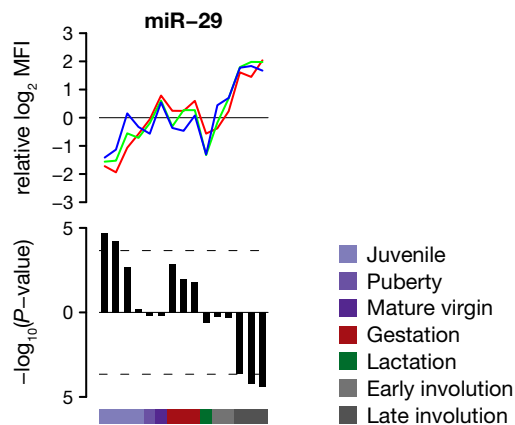 miR−29
relative log2 MFI
3
2
1
0
−1
−2
−3
−log10(P−value)
5
0
5
Juvenile
Puberty
Mature virgin
Gestation
Lactation
Early involution
Late involution